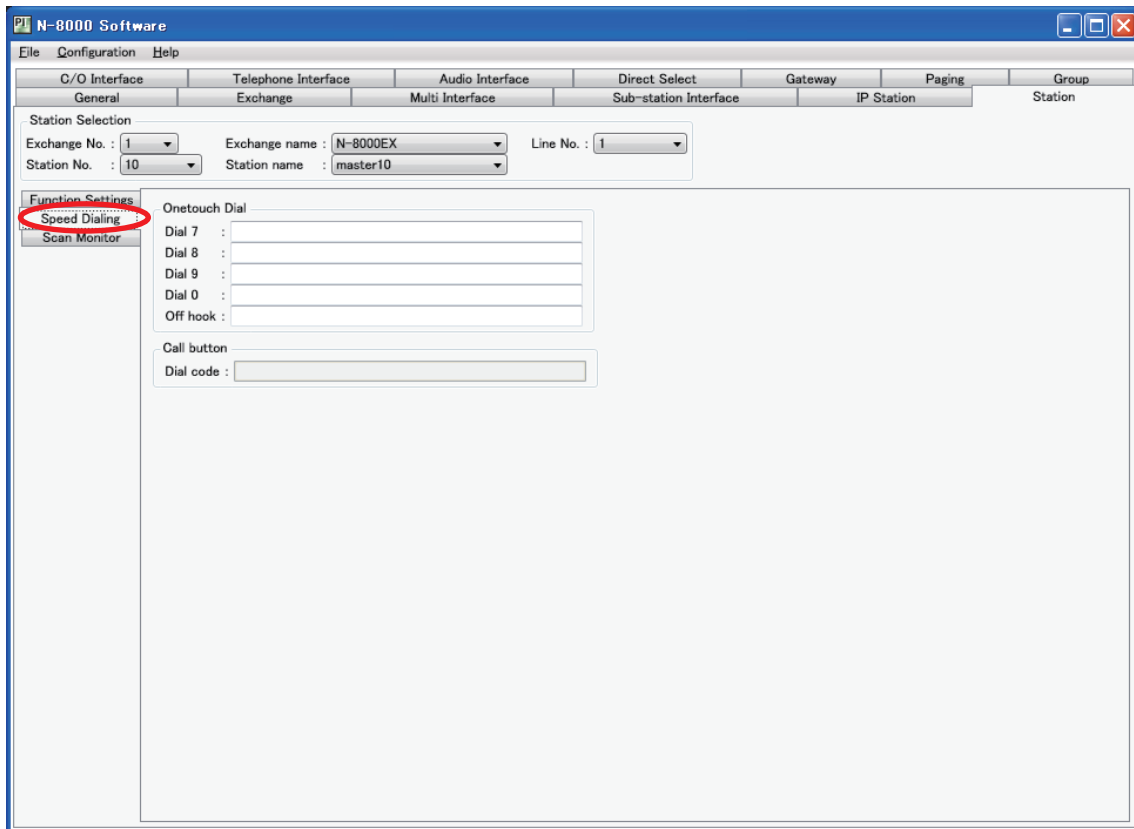 PJ N-8000 Software
File Configuration Help
C/O Interface Telephone Interface Audio Interface Direct Select Gateway Paging Group
General Exchange Multi Interface Sub-station Interface IP Station Station
Station Selection
Exchange No. : 1 Exchange name : N-8000EX Line No. : 1
Station No. : 10 Station name : master10
Function Settings
Speed Dialing
Scan Monitor
Onetouch Dial
Dial 7 :
Dial 8 :
Dial 9 :
Dial 0 :
Off hook :
Call button
Dial code :